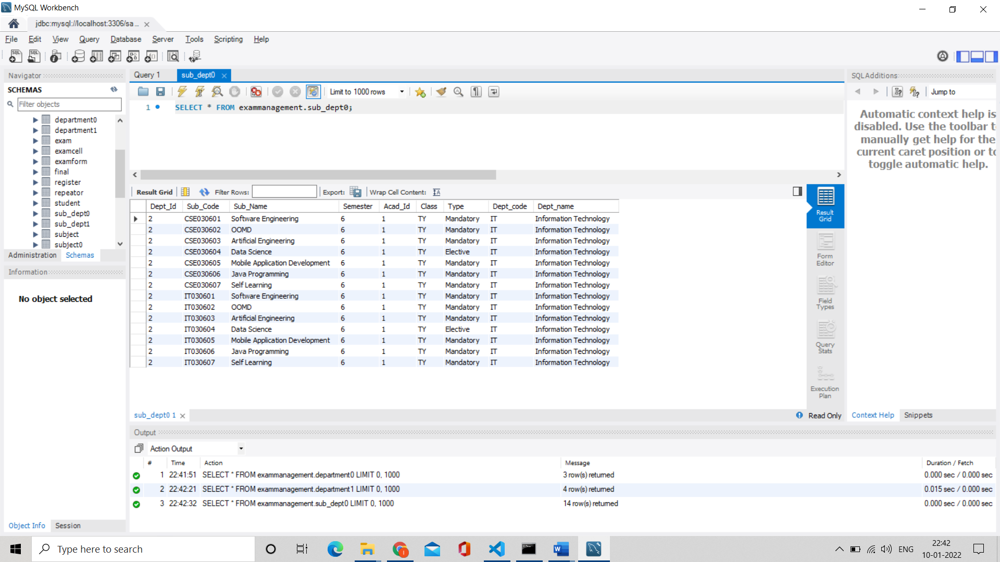 MySQL Workbench
jdbc:mysql://localhost:3306/sa...
File Edit View Query Database Server Tools Scripting Help
Navigator
SCHEMAS
Filter objects
department0
department1
exam
examcell
examform
final
register
repeator
student
sub_dept0
sub_dept1
subject
subject0
Administration Schemas
Information
No object selected
Object Info Session
Query 1 sub_dept0
Limit to 1000 rows
1 SELECT * FROM exammanagement.sub_dept0;
Result Grid Filter Rows: Export: Wrap Cell Content:
Dept_Id Sub_Code Sub_Name Semester Acad_Id Class Type Dept_code Dept_name
2 CSE030601 Software Engineering 6 1 TY Mandatory IT Information Technology
2 CSE030602 OOMD 6 1 TY Mandatory IT Information Technology
2 CSE030603 Artificial Engineering 6 1 TY Mandatory IT Information Technology
2 CSE030604 Data Science 6 1 TY Elective IT Information Technology
2 CSE030605 Mobile Application Development 6 1 TY Mandatory IT Information Technology
2 CSE030606 Java Programming 6 1 TY Mandatory IT Information Technology
2 CSE030607 Self Learning 6 1 TY Mandatory IT Information Technology
2 IT030601 Software Engineering 6 1 TY Mandatory IT Information Technology
2 IT030602 OOMD 6 1 TY Mandatory IT Information Technology
2 IT030603 Artificial Engineering 6 1 TY Mandatory IT Information Technology
2 IT030604 Data Science 6 1 TY Elective IT Information Technology
2 IT030605 Mobile Application Development 6 1 TY Mandatory IT Information Technology
2 IT030606 Java Programming 6 1 TY Mandatory IT Information Technology
2 IT030607 Self Learning 6 1 TY Mandatory IT Information Technology
Result
Grid
Form
Editor
Field
Types
Query
Stats
Execution
Plan
sub_dept0 1 Read Only
SQLAdditions
Jump to
Automatic context help is
disabled. Use the toolbar t
manually get help for the
current caret position or to
toggle automatic help.
Context Help Snippets
Output
Action Output
# Time Action Message Duration / Fetch
1 22:41:51 SELECT * FROM exammanagement.department0 LIMIT 0, 1000 3 row(s) returned 0.000 sec / 0.000 sec
2 22:42:21 SELECT * FROM exammanagement.department1 LIMIT 0, 1000 4 row(s) returned 0.015 sec / 0.000 sec
3 22:42:32 SELECT * FROM exammanagement.sub_dept0 LIMIT 0, 1000 14 row(s) returned 0.000 sec / 0.000 sec
Type here to search
ENG
22:42
10-01-2022